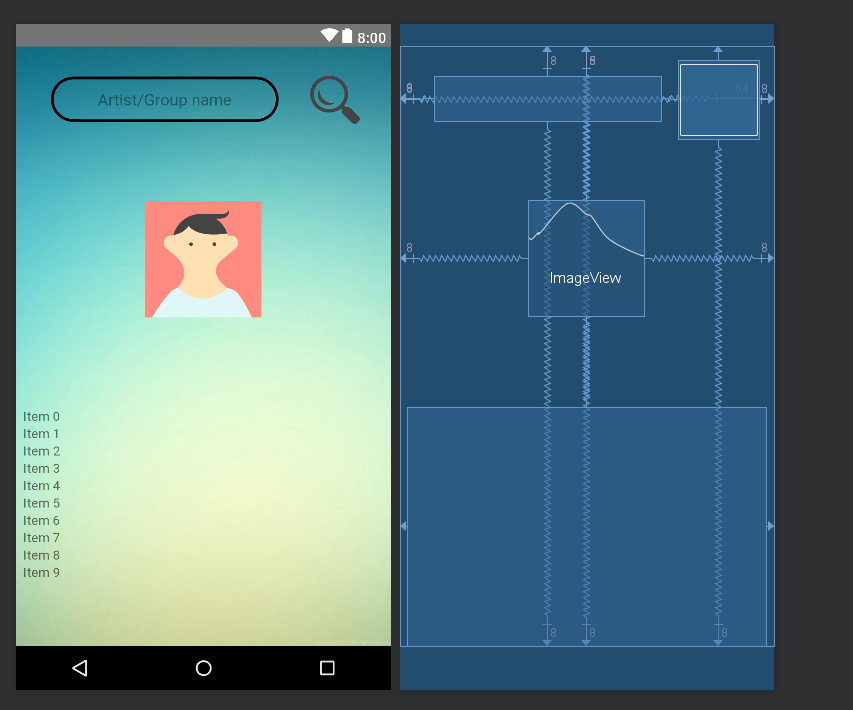 8:00
Artist/Group name
Item 0
Item 1
Item 2
Item 3
Item 4
Item 5
Item 6
Item 7
Item 8
Item 9
8
8
8
64
8
8
ImageView
8
8
8
8